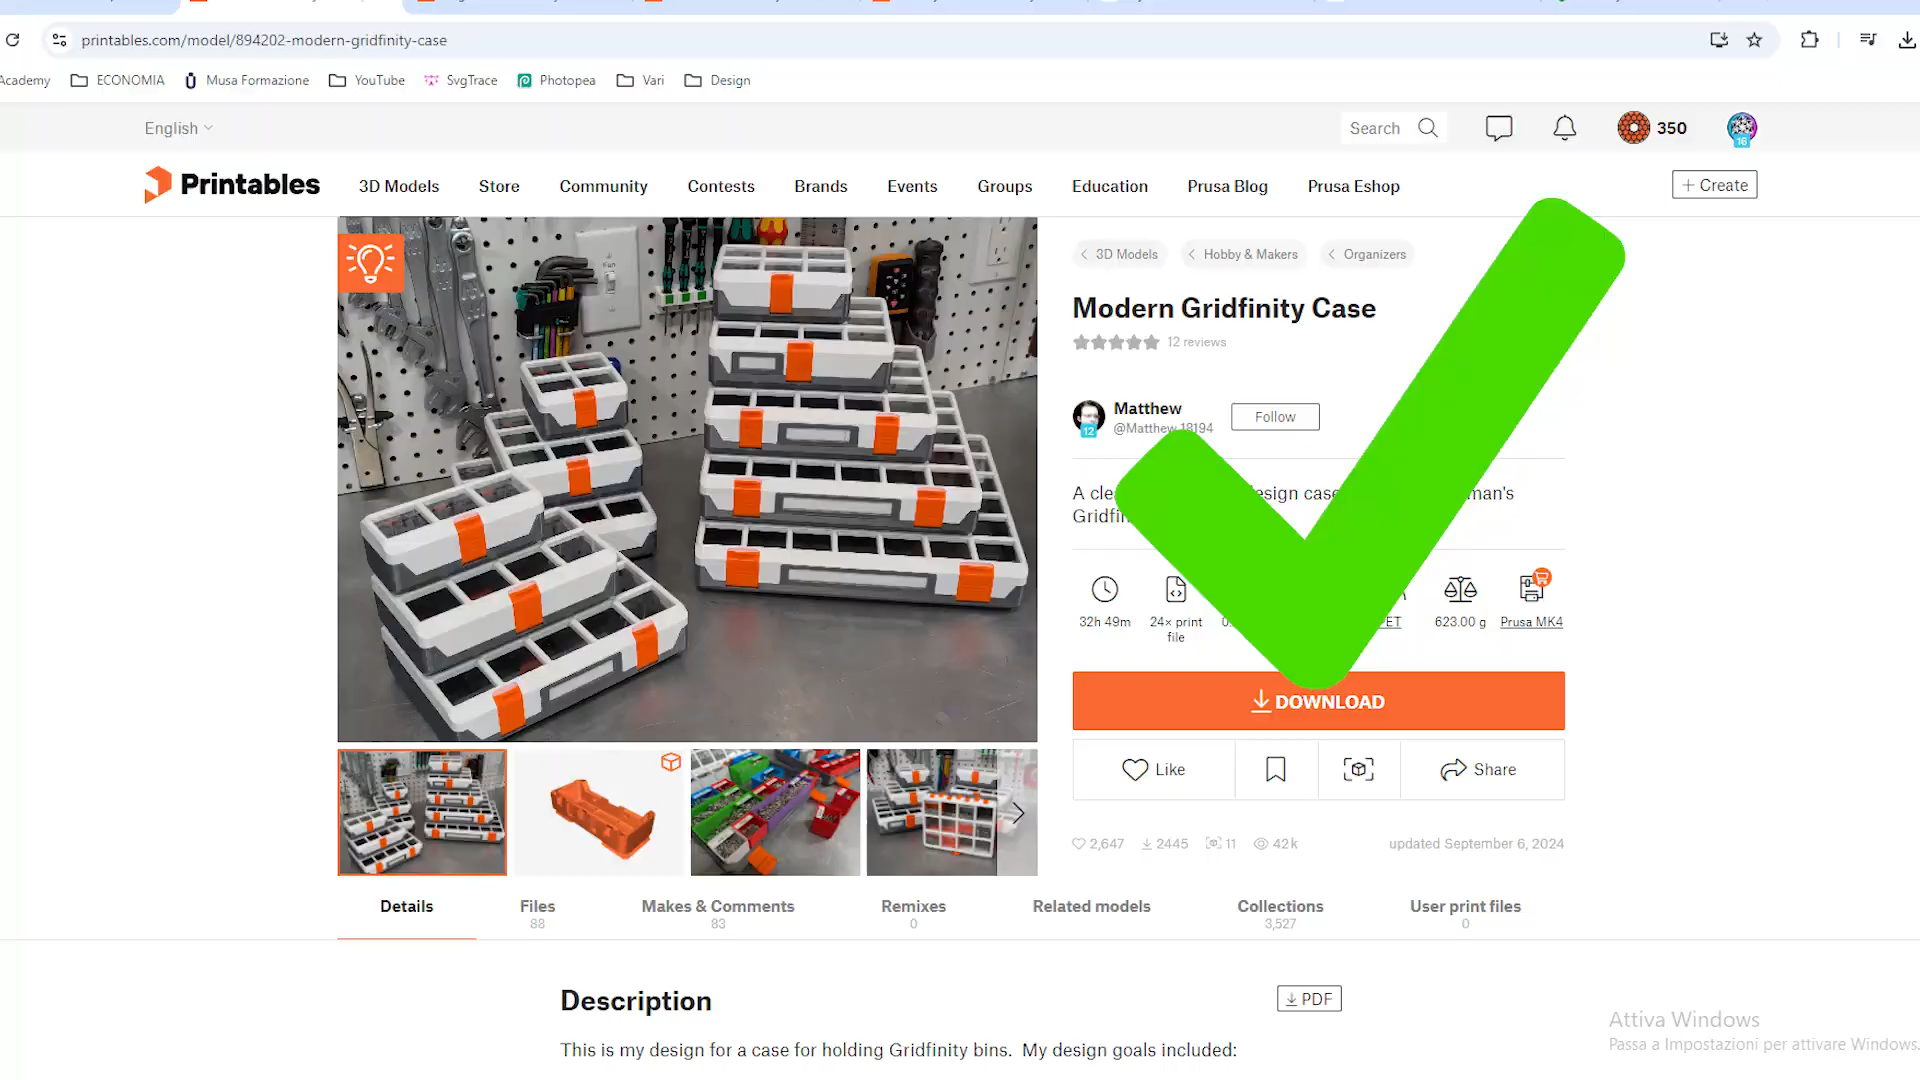 printables.com/model/894202-modern-gridfinity-case
Academy ECONOMIA Musa Formazione YouTube SvgTrace Photopea Vari Design
English Search 350
16
Printables 3D Models Store Community Contests Brands Events Groups Education Prusa Blog Prusa Eshop + Create
3D Models Hobby & Makers Organizers
Modern Gridfinity Case
12 reviews
Matthew
@Matthew_18194
12
Follow
A esign case
Fan
32h 49m 24× print file PET 623.00 g Prusa MK4
DOWNLOAD
Like Share
2,647 2445 11 42k updated September 6, 2024
Details Files Makes & Comments Remixes Related models Collections User print files
88 83 0 3,527 0
Description PDF
This is my design for a case for holding Gridfinity bins. My design goals included:
Attiva Windows
Passa a Impostazioni per attivare Windows.